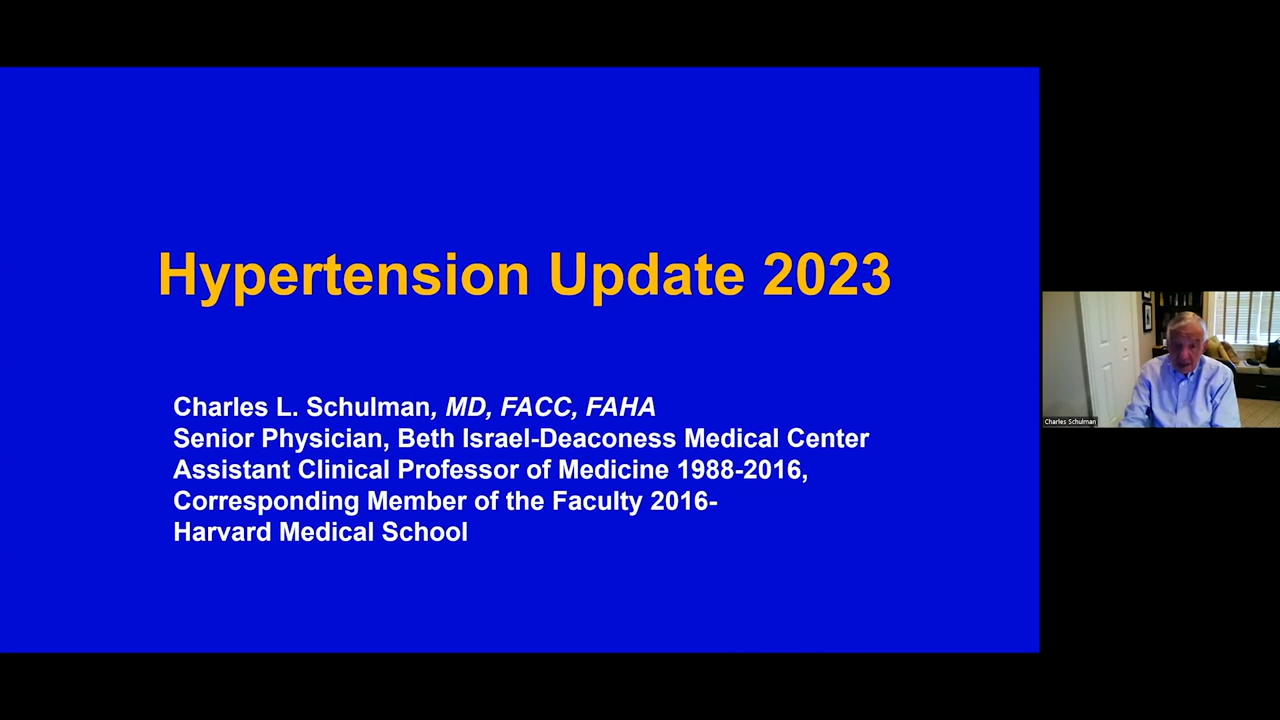 Hypertension Update 2023
Charles L. Schulman, MD, FACC, FAHA
Senior Physician, Beth Israel-Deaconess Medical Center
Assistant Clinical Professor of Medicine 1988-2016,
Corresponding Member of the Faculty 2016-
Harvard Medical School
Charles Schulman